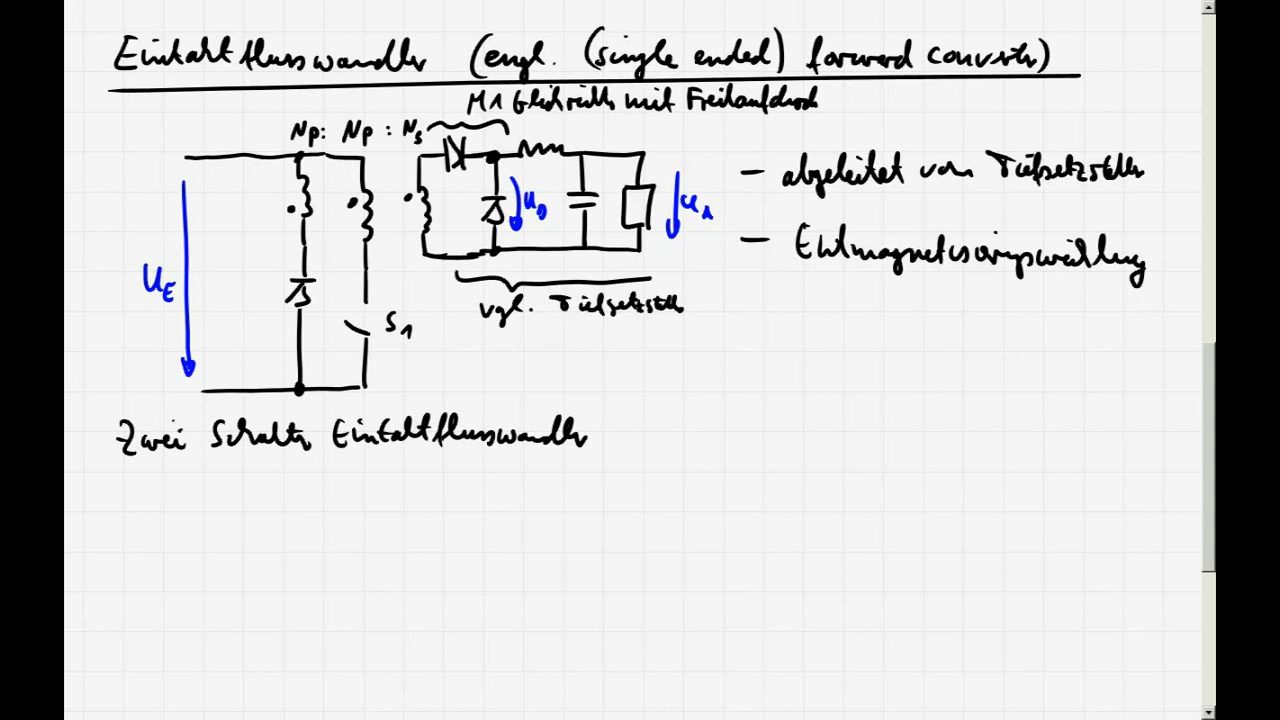 Eintaktflusswandler (engl. (single ended) forward converter)
M1 Gleichrichter mit Freilaufdiode
Np: Np : Ns
- abgeleitet vom Tiefsetzsteller
- Entmagnetisierungswicklung
UD
UA
UE
S1
vgl. Tiefsetzsteller
Zwei Schalter Eintaktflusswandler